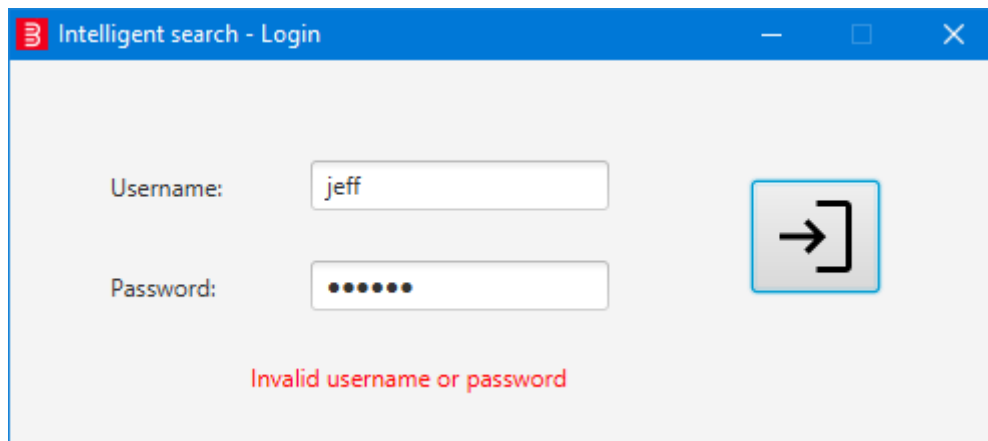 Intelligent search - Login
Username:
jeff
Password:
••••••
Invalid username or password